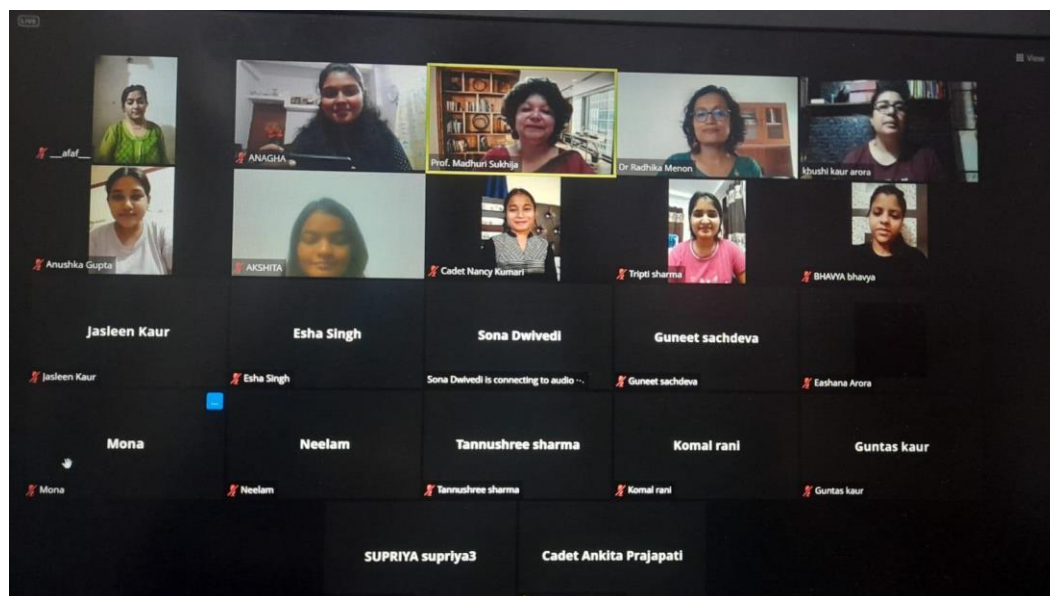 LIVE
View
__afaf__
ANAGHA
Prof. Madhuri Sukhija
Dr Radhika Menon
khushi kaur arora
Anushka Gupta
AKSHITA
Cadet Nancy Kumari
Tripti sharma
BHAVYA bhavya
Jasleen Kaur
Esha Singh
Sona Dwivedi
Guneet sachdeva
Jasleen Kaur
Esha Singh
Sona Dwivedi is connecting to audio ···
Guneet sachdeva
Eashana Arora
Mona
Neelam
Tannushree sharma
Komal rani
Guntas kaur
Mona
Neelam
Tannushree sharma
Komal rani
Guntas kaur
SUPRIYA supriya3
Cadet Ankita Prajapati